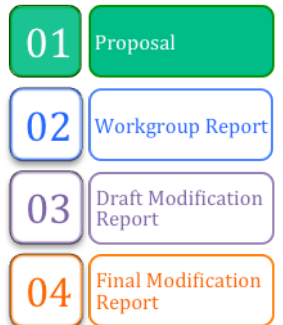 01 Proposal
02 Workgroup Report
03 Draft Modification
Report
04 Final Modification
Report